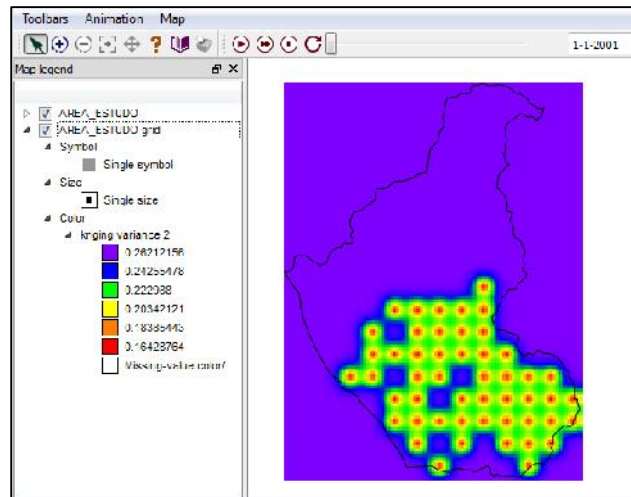 Toolbars Animation Map
1-1-2001
Map legend
AREA_ESTUDO
AREA_ESTUDO grid
Symbol
Single symbol
Size
Single size
Color
kriging variance 2
0.26212156
0.24255478
0.222988
0.20342121
0.18385443
0.16428764
Missing-value color/